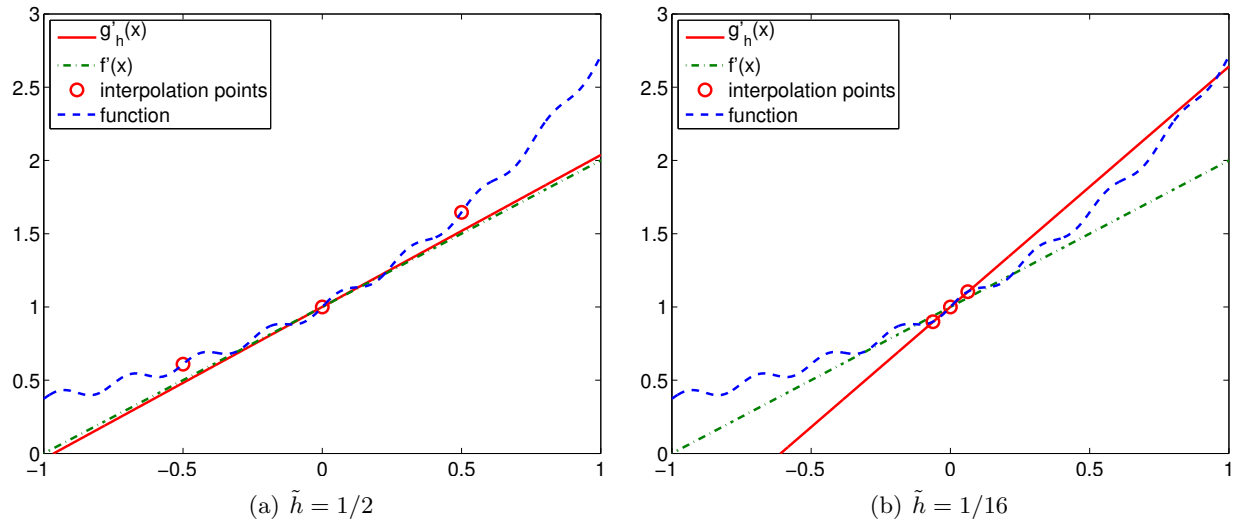 3
2.5
2
1.5
1
0.5
0
−1
−0.5
0
0.5
1
g'_h(x)
f'(x)
interpolation points
function
(a) h̃ = 1/2
3
2.5
2
1.5
1
0.5
0
−1
−0.5
0
0.5
1
g'_h(x)
f'(x)
interpolation points
function
(b) h̃ = 1/16